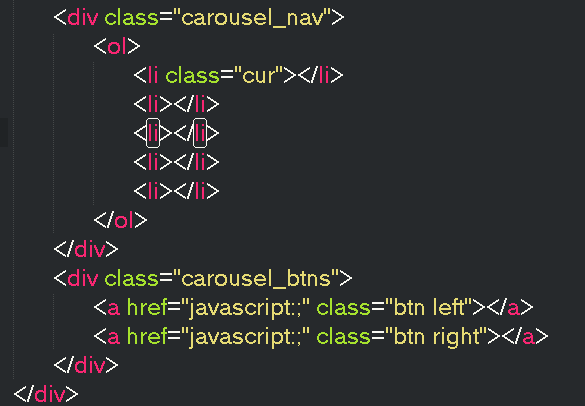 <div class="carousel_nav">
<ol>
<li class="cur"></li>
<li></li>
<li></li>
<li></li>
<li></li>
</ol>
</div>
<div class="carousel_btns">
<a href="javascript:;" class="btn left"></a>
<a href="javascript:;" class="btn right"></a>
</div>
</div>